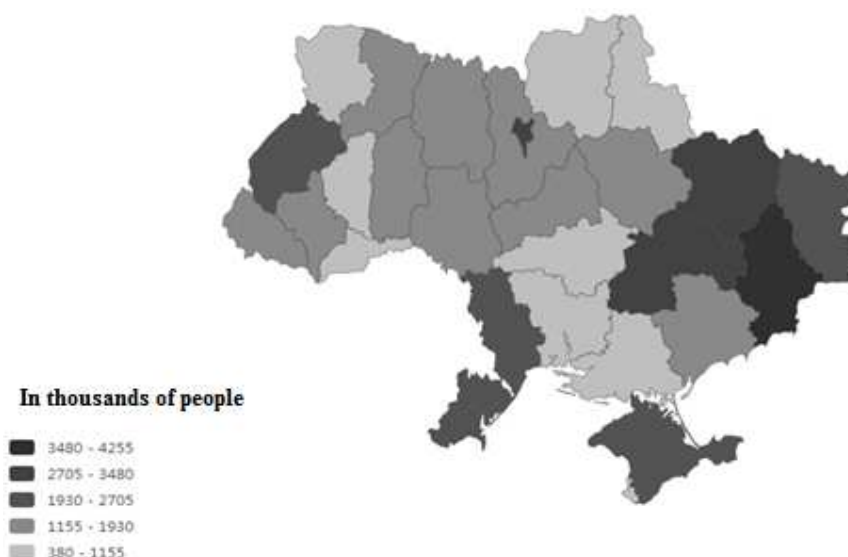 In thousands of people
3480 - 4255
2705 - 3480
1930 - 2705
1155 - 1930
380 - 1155